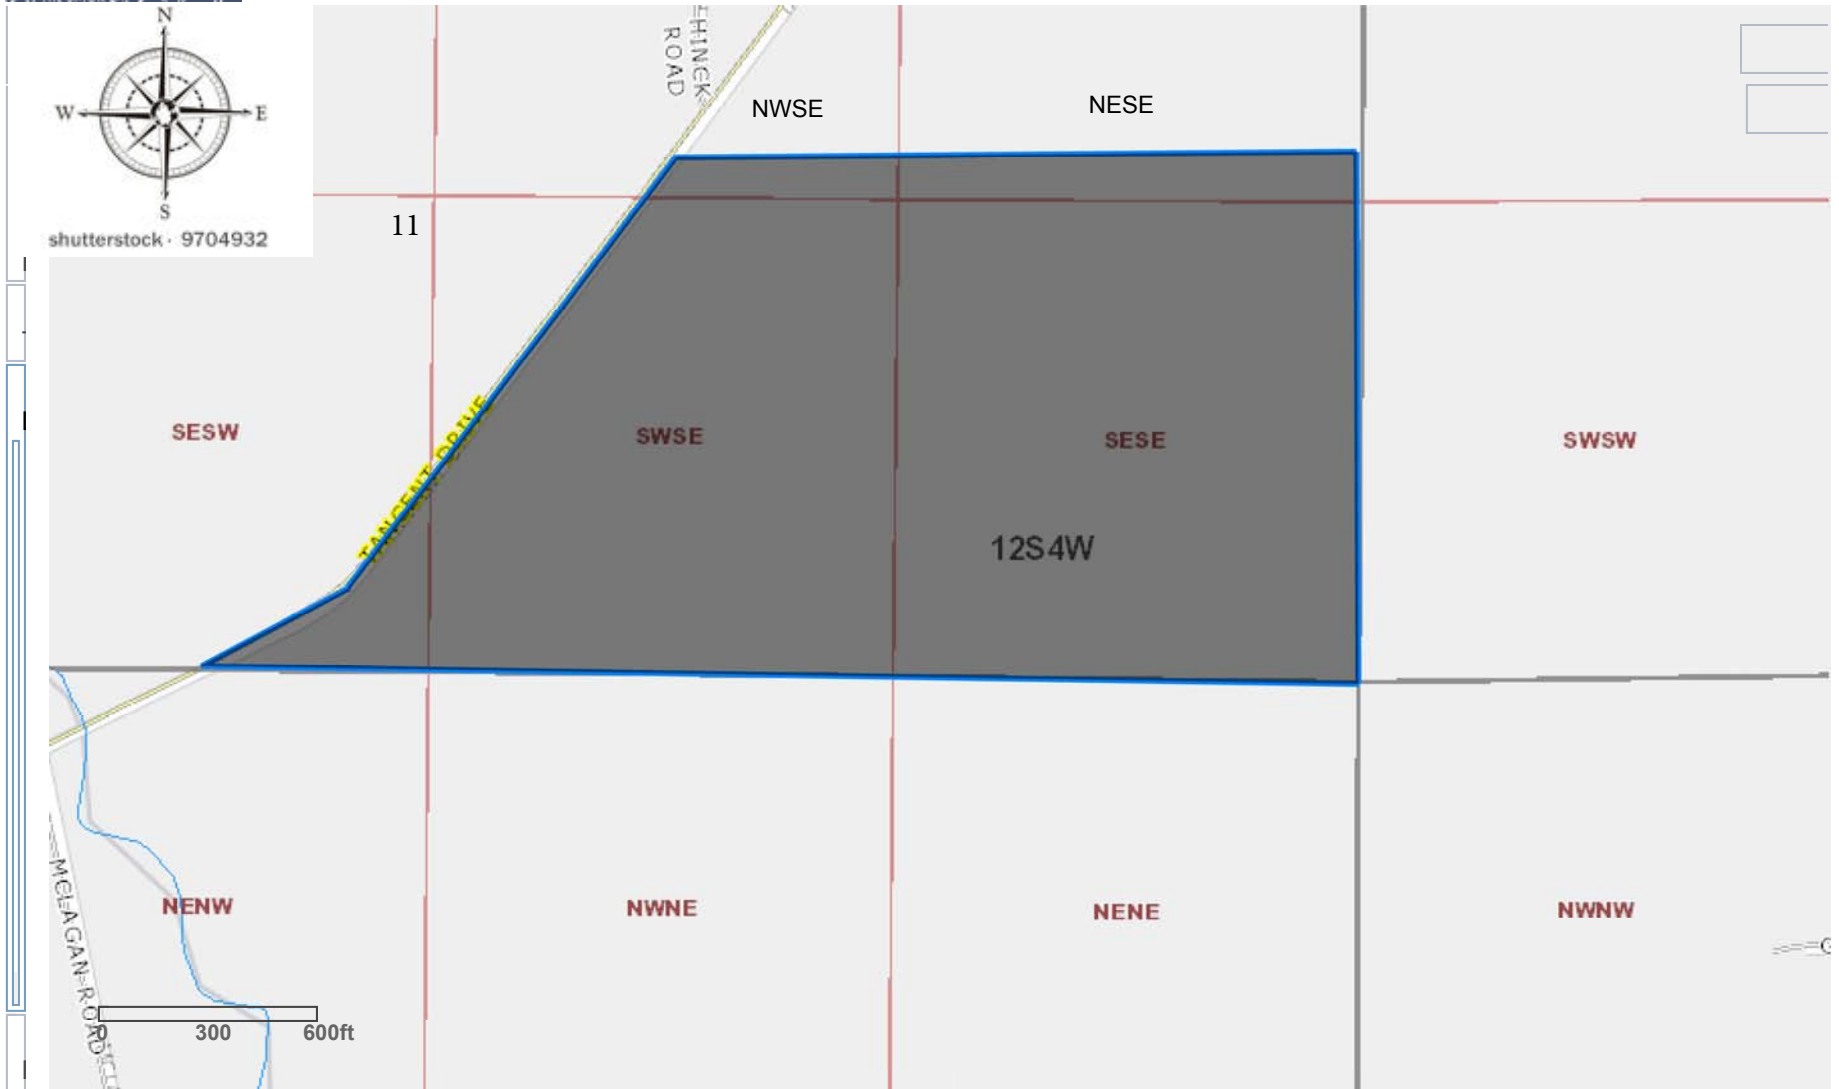 N
W
E
S
shutterstock · 9704932
HINCK
ROAD
NWSE
NESE
11
TANGENT DRIVE
SESW
SWSE
SESE
SWSW
12S4W
MCLAGAN ROAD
NENW
NWNE
NENE
NWNW
0
300
600ft